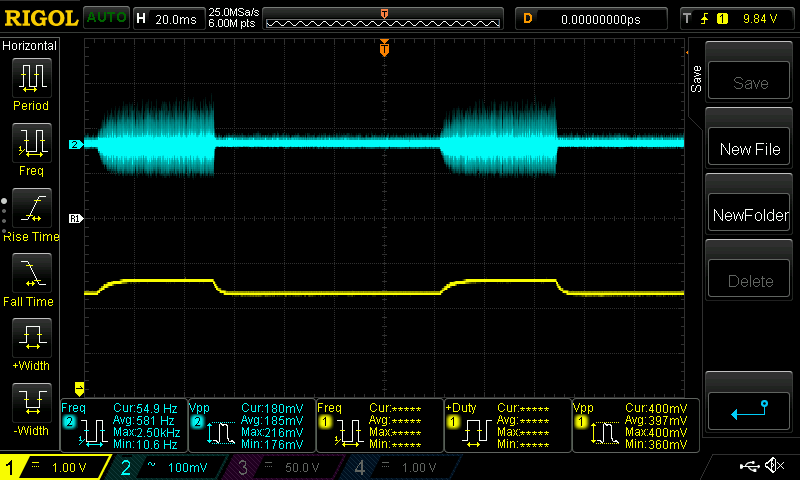 RIGOL AUTO H 20.0ms 25.0MSa/s 6.00M pts T D 0.00000000ps T 1 9.84 V
Horizontal
Period
Freq
Rise Time
Fall Time
+Width
-Width
T
2
R1
Save
Save
New File
NewFolder
Delete
Freq 2 Cur:54.9 Hz
Avg:581 Hz
Max:2.50kHz
Min:10.6 Hz
Vpp 2 Cur:180mV
Avg:185mV
Max:216mV
Min:176mV
Freq 1 Cur:*****
Avg:*****
Max:*****
Min:*****
+Duty 1 Cur:*****
Avg:*****
Max:*****
Min:*****
Vpp 1 Cur:400mV
Avg:397mV
Max:400mV
Min:360mV
1 = 1.00 V 2 ~ 100mV 3 = 50.0 V 4 = 1.00 V